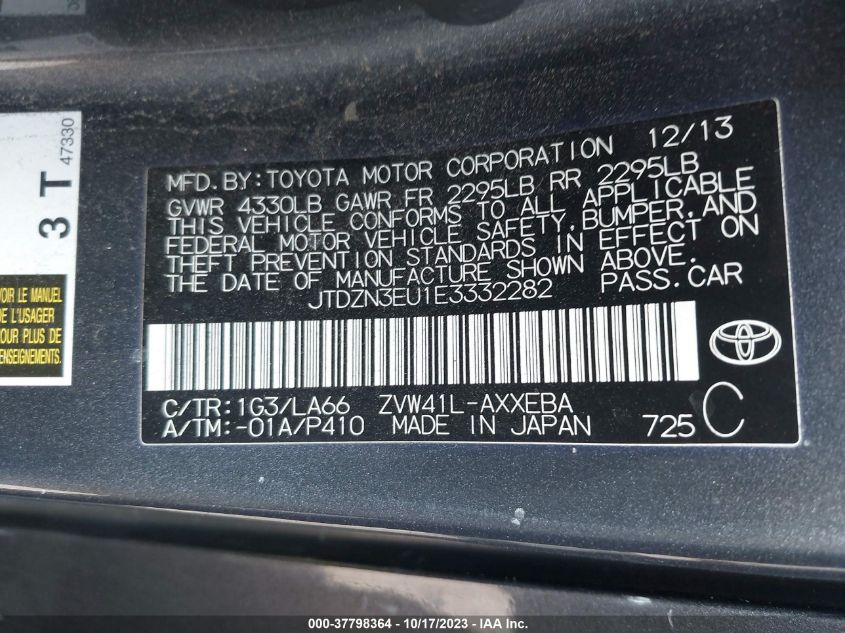 3 T
47330
OIR LE MANUEL
DE L'USAGER
OUR PLUS DE
ENSEIGNEMENTS.
MFD. BY: TOYOTA MOTOR CORPORATION 12/13
GVWR 4330LB GAWR FR 2295LB RR 2295LB
THIS VEHICLE CONFORMS TO ALL APPLICABLE
FEDERAL MOTOR VEHICLE SAFETY, BUMPER, AND
THEFT PREVENTION STANDARDS IN EFFECT ON
THE DATE OF MANUFACTURE SHOWN ABOVE.
JTDZN3EU1E3332282 PASS. CAR
C/TR: 1G3/LA66 ZVW41L-AXXEBA
A/TM: -01A/P410 MADE IN JAPAN 725 C
000-37798364 - 10/17/2023 - IAA Inc.